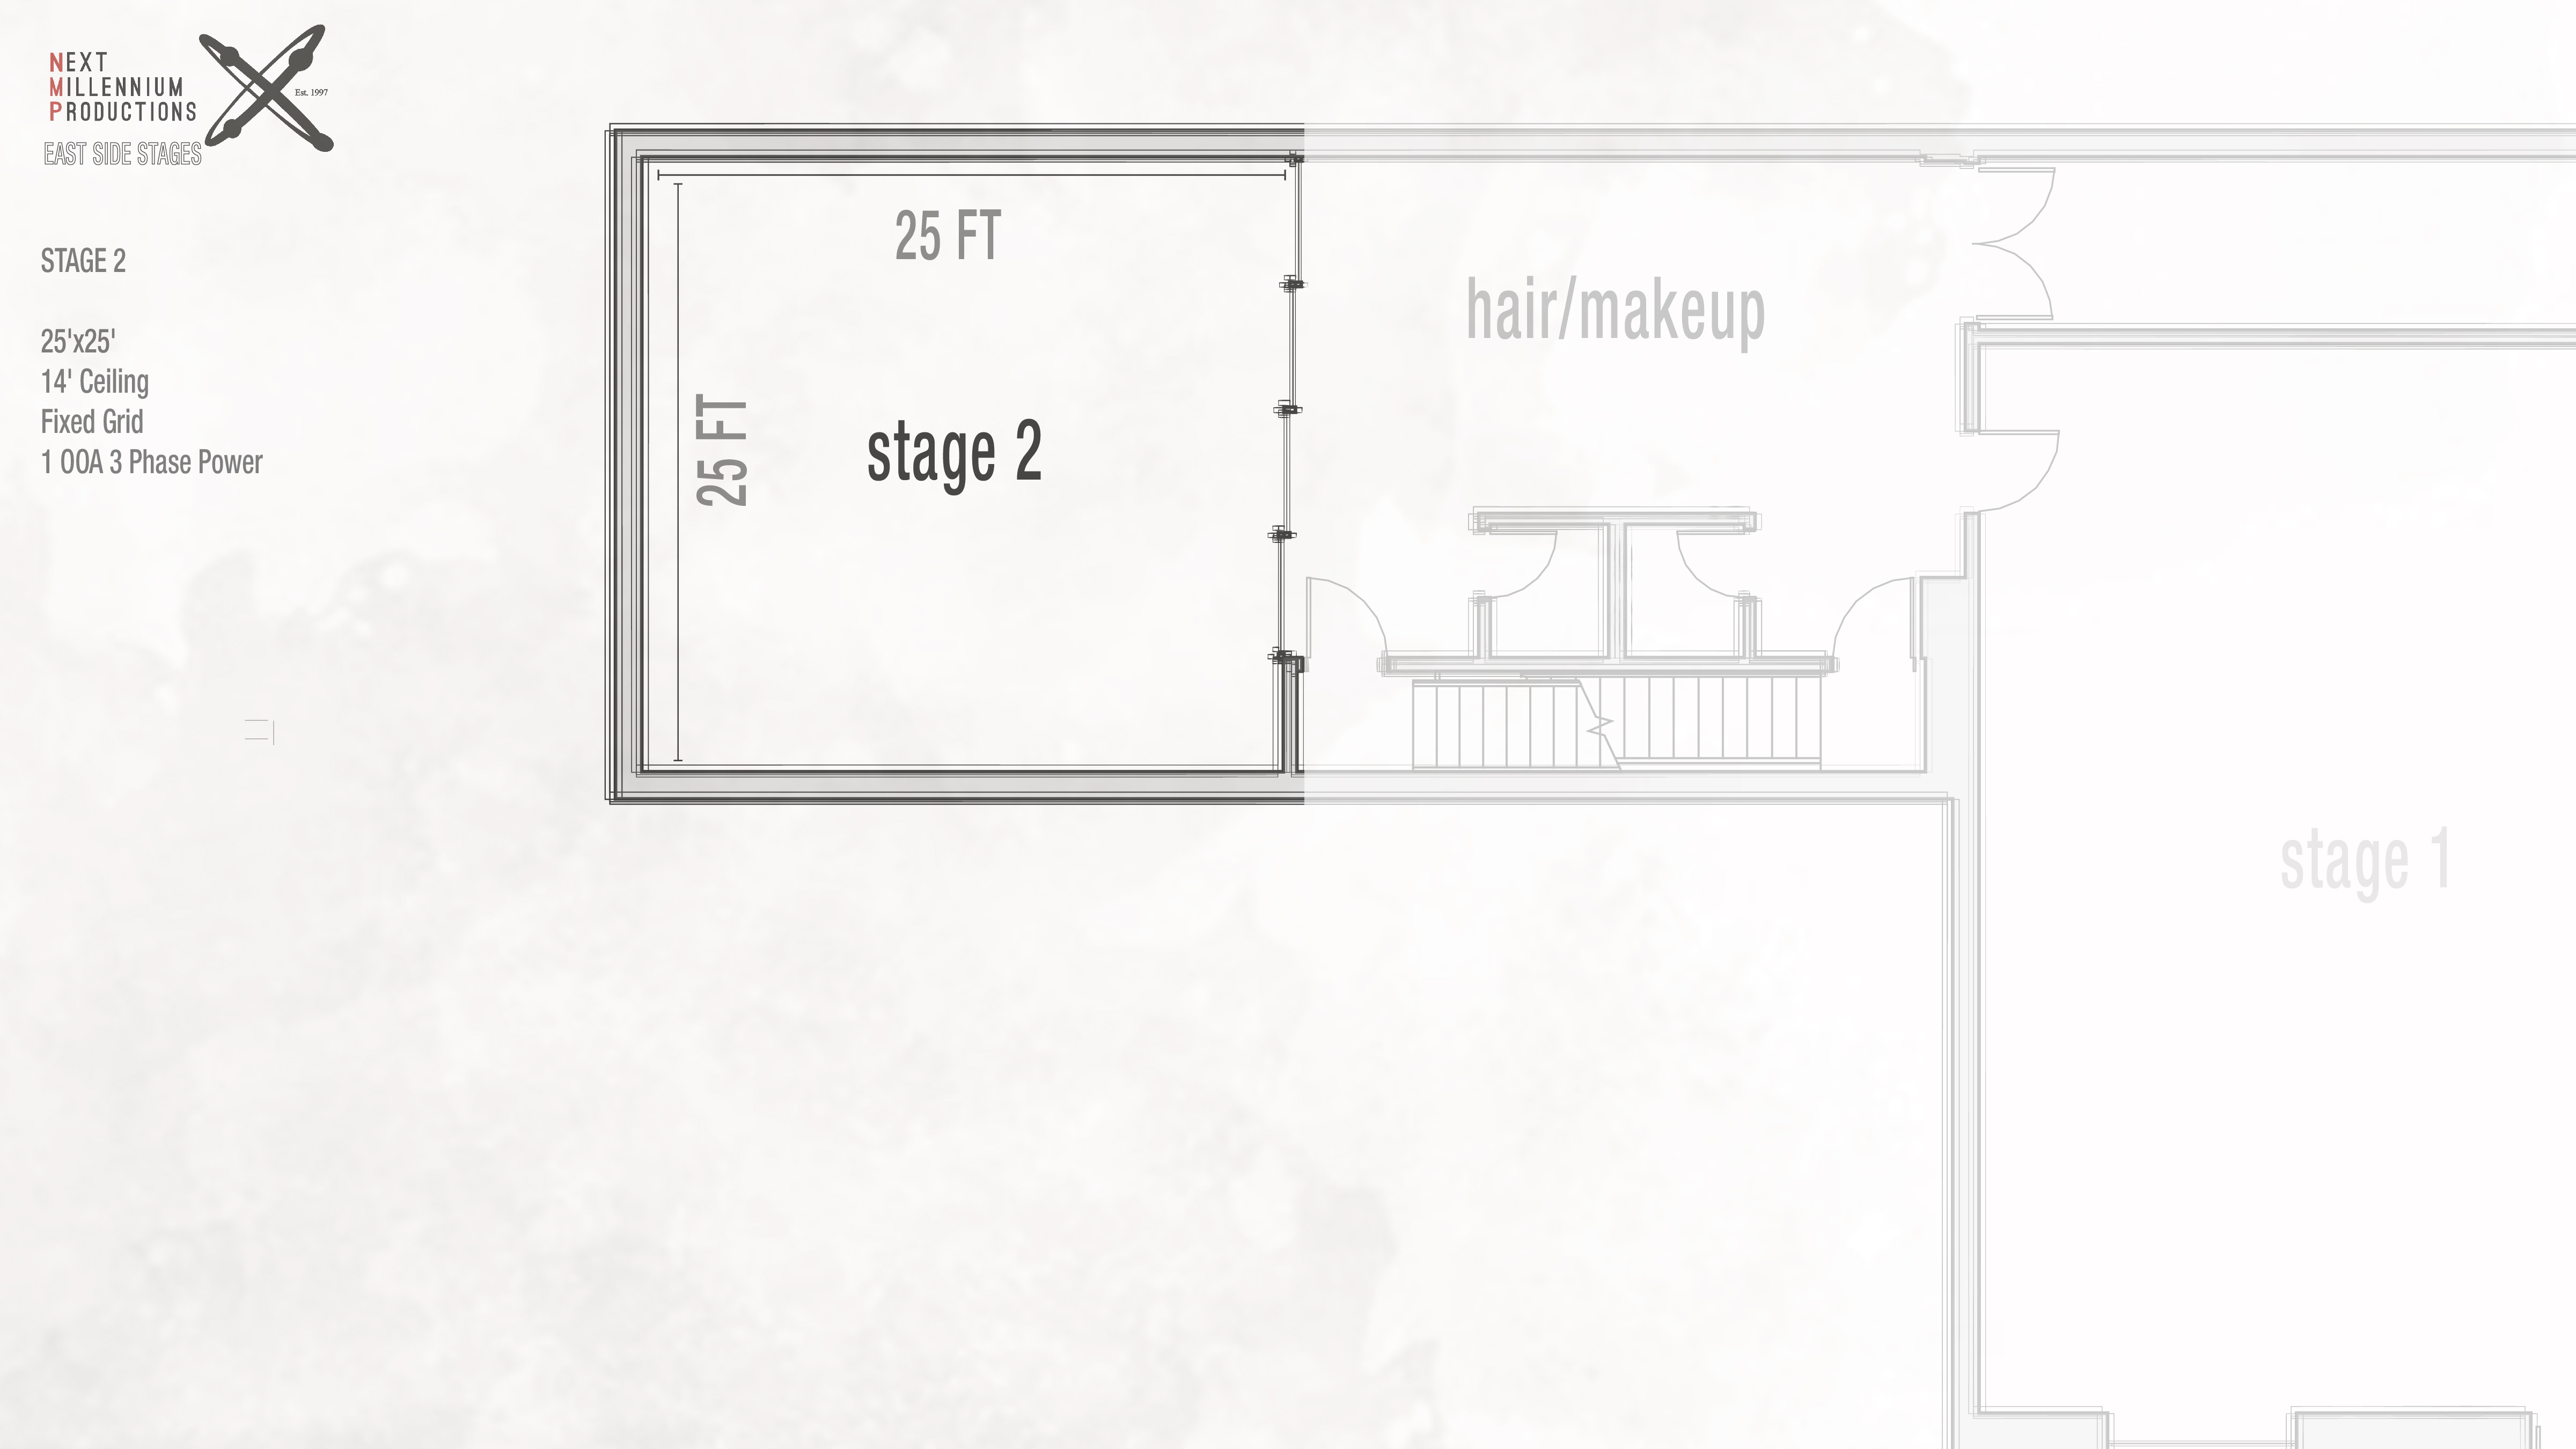 NEXT
MILLENNIUM
PRODUCTIONS
Est. 1997
EAST SIDE STAGES
STAGE 2
25'x25'
14' Ceiling
Fixed Grid
1 00A 3 Phase Power
25 FT
25 FT
stage 2
hair/makeup
stage 1